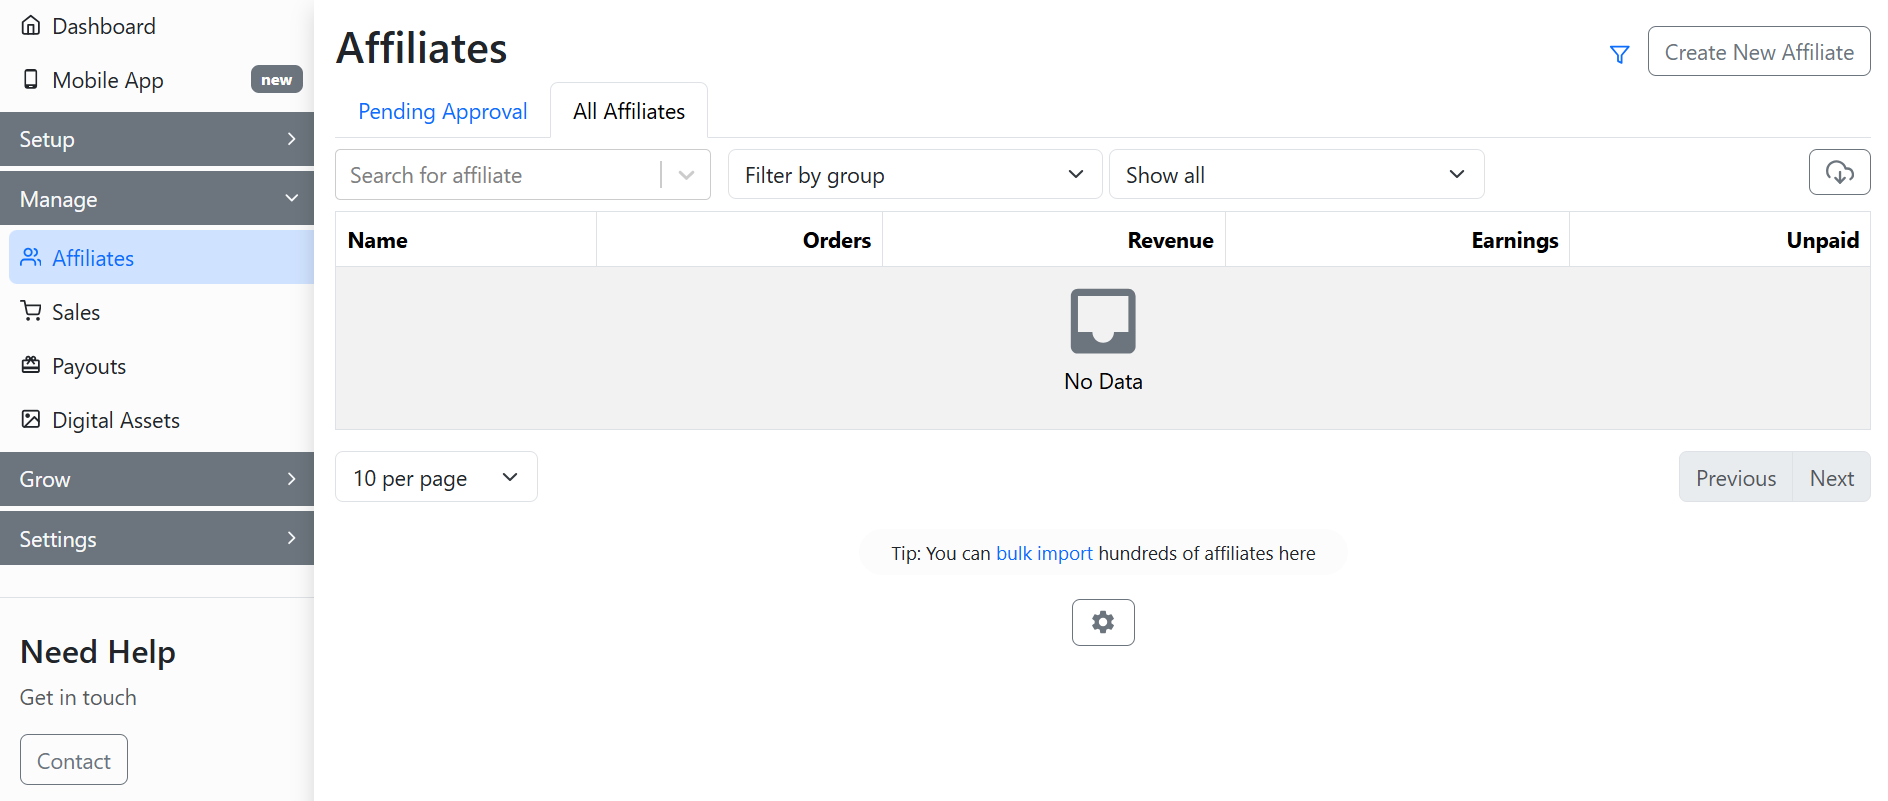 Dashboard
Mobile App new
Setup
Manage
Affiliates
Sales
Payouts
Digital Assets
Grow
Settings
Need Help
Get in touch
Contact
Affiliates
Create New Affiliate
Pending Approval All Affiliates
Search for affiliate Filter by group Show all
Name Orders Revenue Earnings Unpaid
No Data
10 per page Previous Next
Tip: You can bulk import hundreds of affiliates here